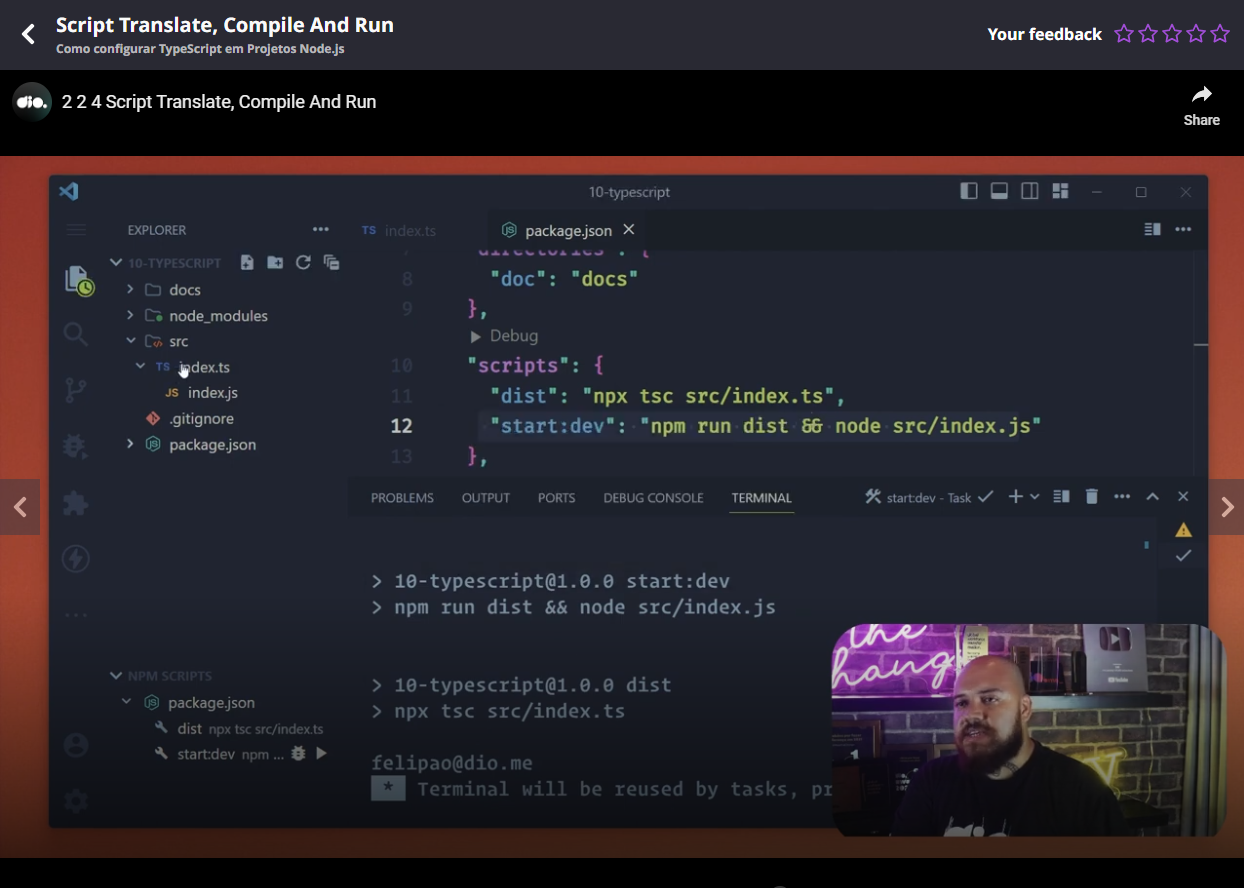 Script Translate, Compile And Run
Como configurar TypeScript em Projetos Node.js
Your feedback
dio.
2 2 4 Script Translate, Compile And Run
Share
10-typescript
EXPLORER
TS index.ts
package.json
10-TYPESCRIPT
docs
node_modules
src
TS index.ts
JS index.js
.gitignore
package.json
7 "directories": {
8 "doc": "docs"
9 },
Debug
10 "scripts": {
11 "dist": "npx tsc src/index.ts",
12 "start:dev": "npm run dist && node src/index.js"
13 },
PROBLEMS OUTPUT PORTS DEBUG CONSOLE TERMINAL
start:dev - Task
> 10-typescript@1.0.0 start:dev
> npm run dist && node src/index.js
> 10-typescript@1.0.0 dist
> npx tsc src/index.ts
felipao@dio.me
* Terminal will be reused by tasks, pr
NPM SCRIPTS
package.json
dist npx tsc src/index.ts
start:dev npm ...
the
change